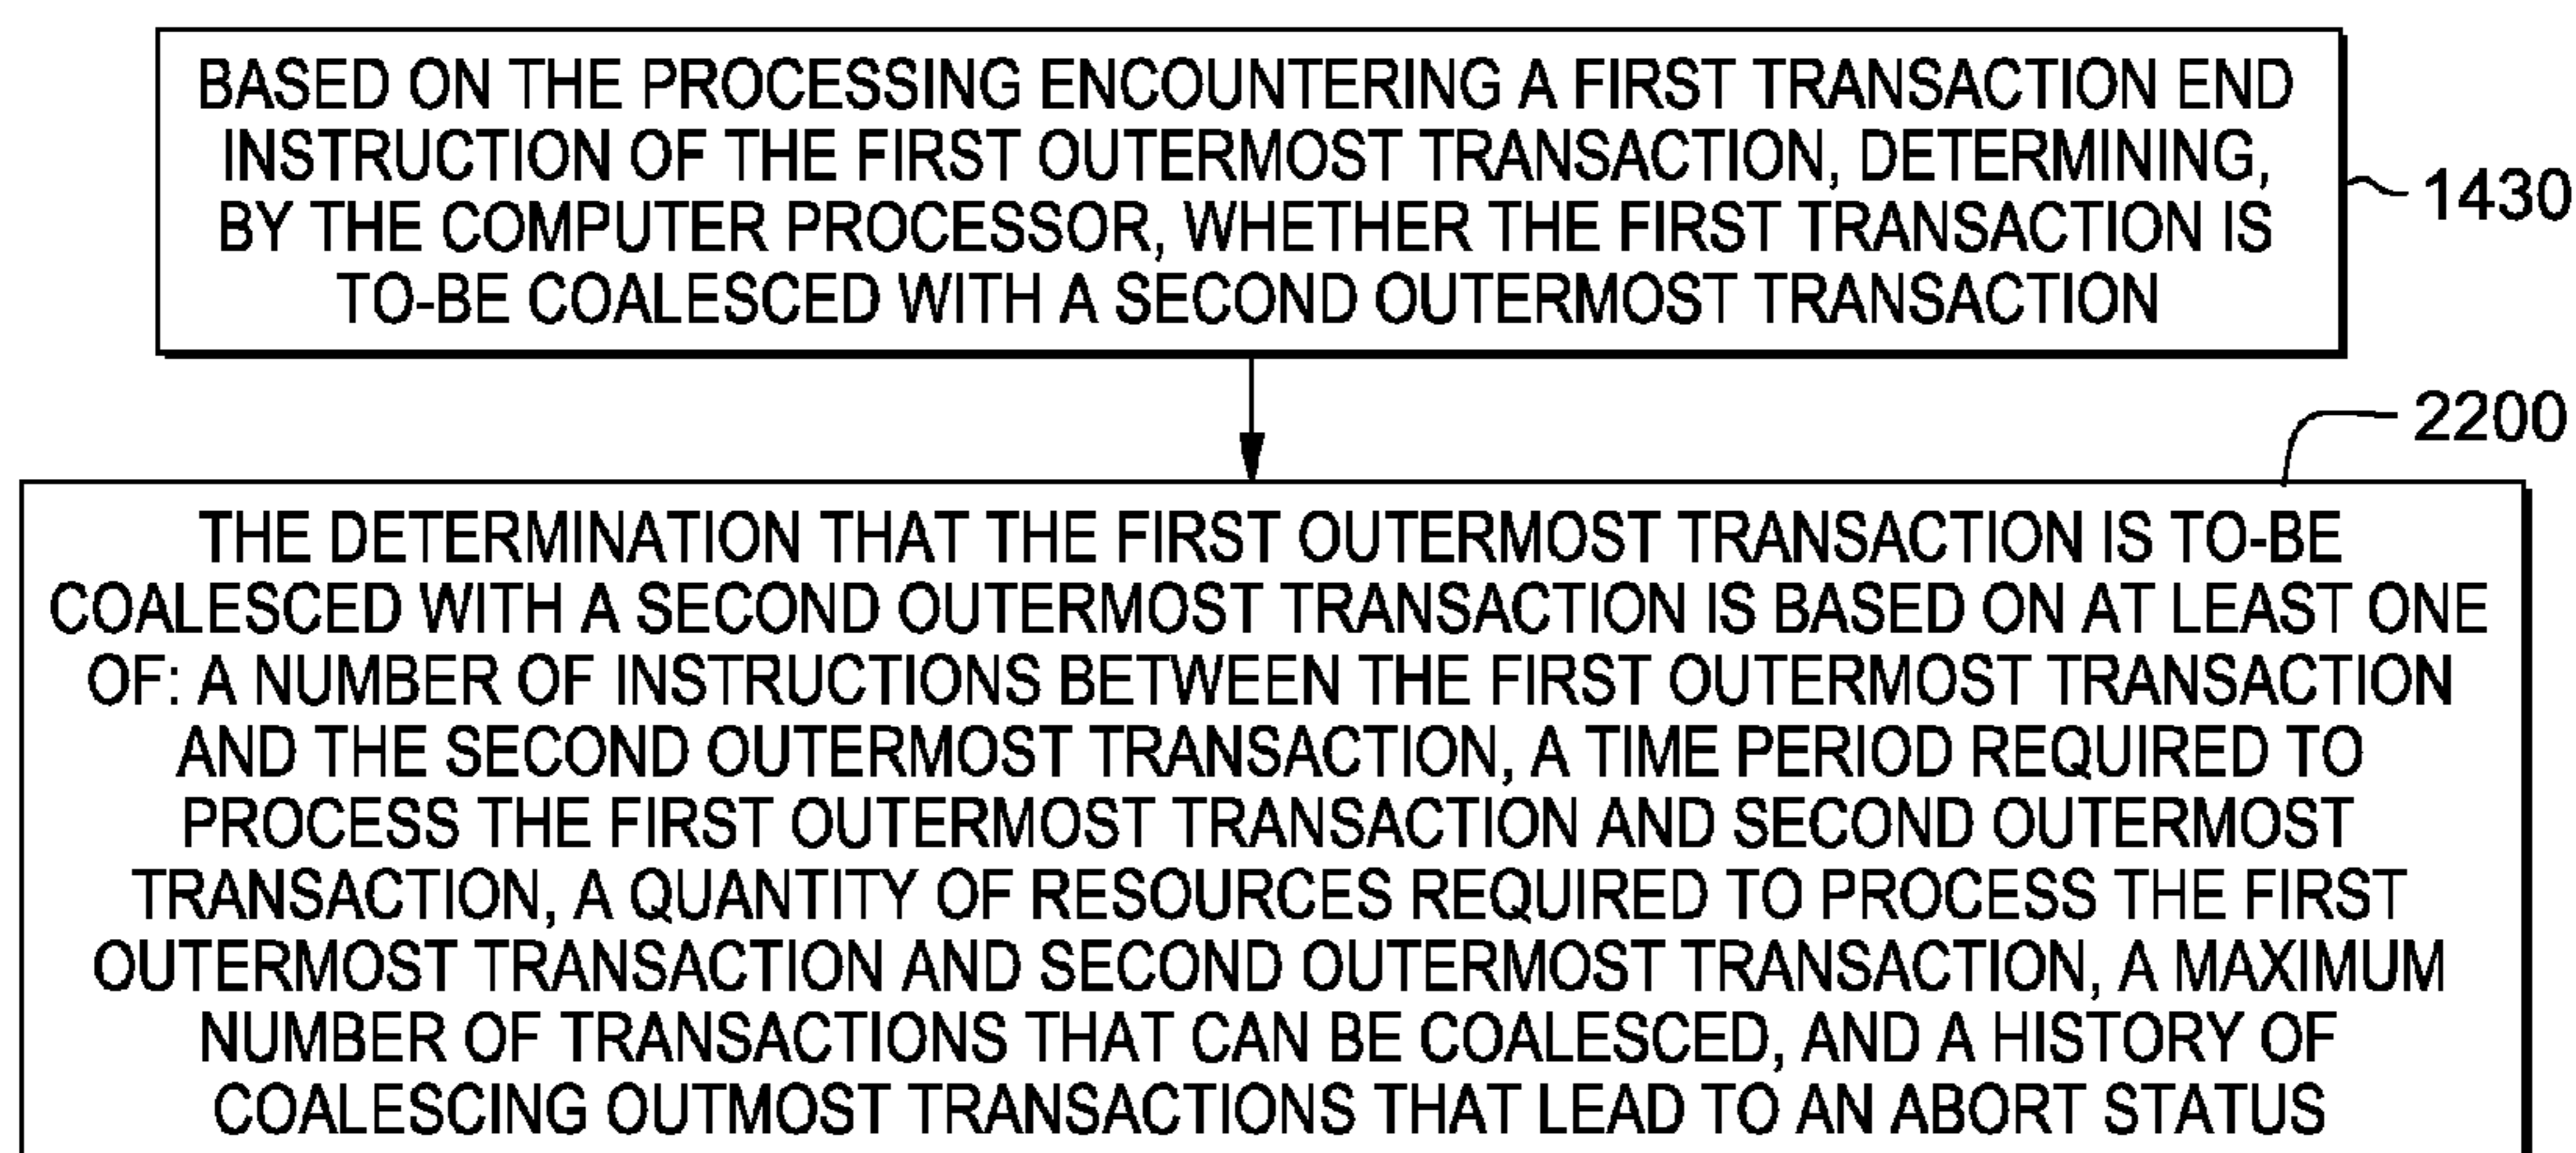 BASED ON THE PROCESSING ENCOUNTERING A FIRST TRANSACTION END
INSTRUCTION OF THE FIRST OUTERMOST TRANSACTION, DETERMINING,
BY THE COMPUTER PROCESSOR, WHETHER THE FIRST TRANSACTION IS
TO-BE COALESCED WITH A SECOND OUTERMOST TRANSACTION
1430
2200
THE DETERMINATION THAT THE FIRST OUTERMOST TRANSACTION IS TO-BE
COALESCED WITH A SECOND OUTERMOST TRANSACTION IS BASED ON AT LEAST ONE
OF: A NUMBER OF INSTRUCTIONS BETWEEN THE FIRST OUTERMOST TRANSACTION
AND THE SECOND OUTERMOST TRANSACTION, A TIME PERIOD REQUIRED TO
PROCESS THE FIRST OUTERMOST TRANSACTION AND SECOND OUTERMOST
TRANSACTION, A QUANTITY OF RESOURCES REQUIRED TO PROCESS THE FIRST
OUTERMOST TRANSACTION AND SECOND OUTERMOST TRANSACTION, A MAXIMUM
NUMBER OF TRANSACTIONS THAT CAN BE COALESCED, AND A HISTORY OF
COALESCING OUTMOST TRANSACTIONS THAT LEAD TO AN ABORT STATUS